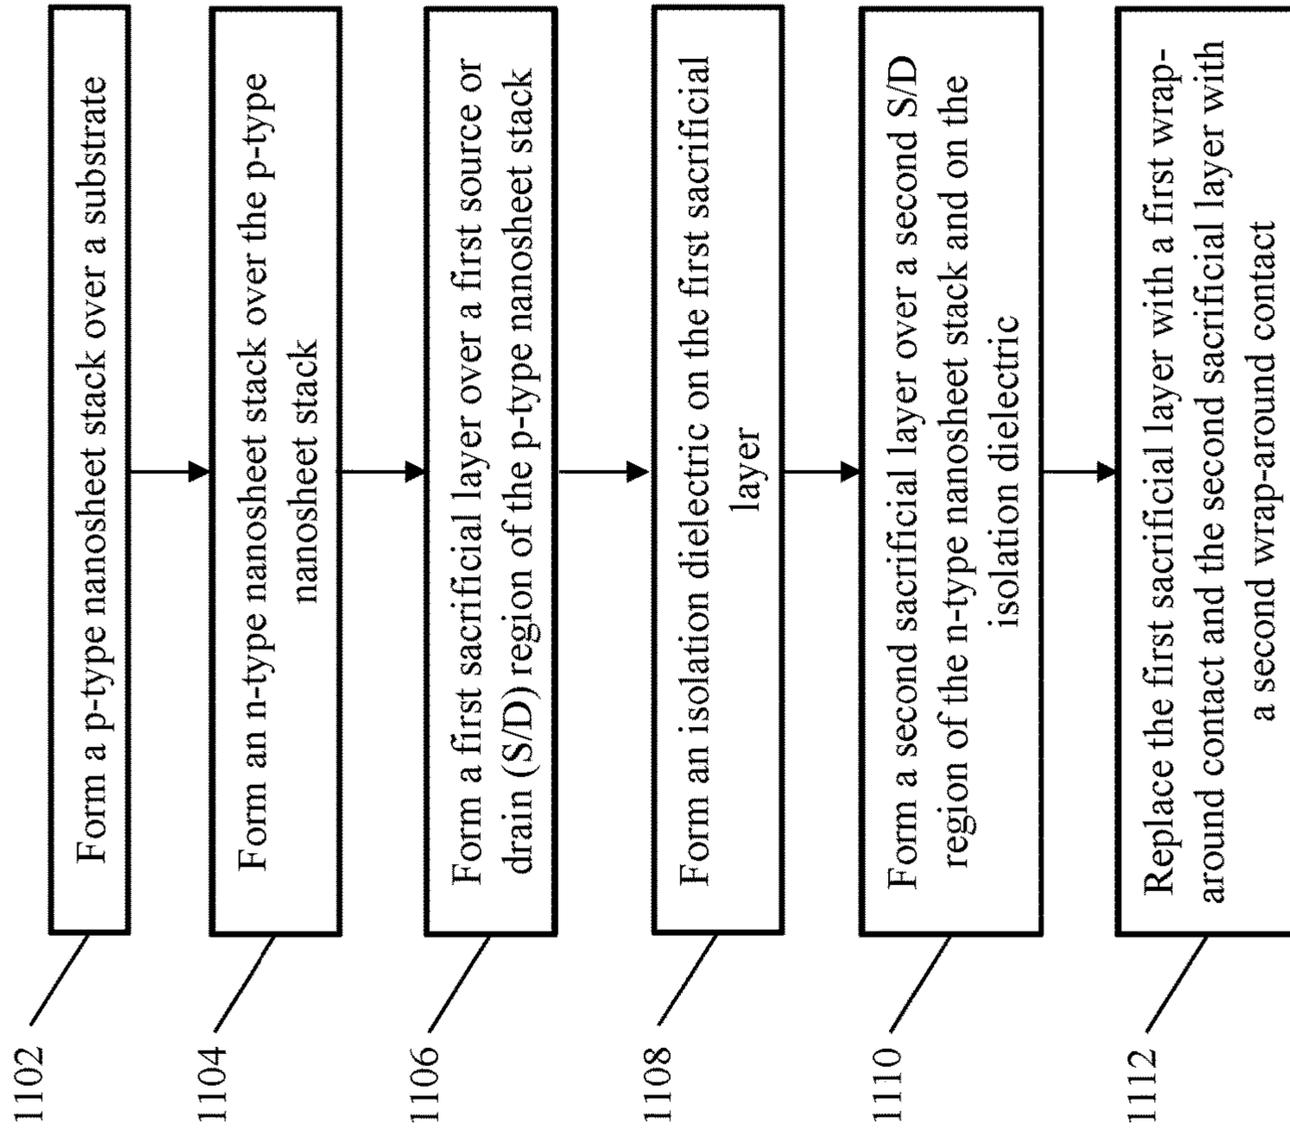 1102
Form a p-type nanosheet stack over a substrate
1104
Form an n-type nanosheet stack over the p-type
nanosheet stack
1106
Form a first sacrificial layer over a first source or
drain (S/D) region of the p-type nanosheet stack
1108
Form an isolation dielectric on the first sacrificial
layer
1110
Form a second sacrificial layer over a second S/D
region of the n-type nanosheet stack and on the
isolation dielectric
1112
Replace the first sacrificial layer with a first wrap-
around contact and the second sacrificial layer with
a second wrap-around contact